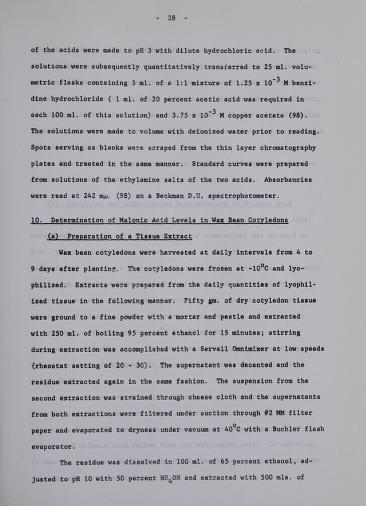 - 28 -
of the acids were made to pH 3 with dilute hydrochloric acid. The
solutions were subsequently quantitatively transferred to 25 ml. volu-
metric flasks containing 5 ml. of a 1:1 mixture of 1.25 x 10⁻³ M benzi-
dine hydrochloride ( 1 ml. of 30 percent acetic acid was required in
each 100 ml. of this solution) and 3.75 x 10⁻³ M copper acetate (98).
The solutions were made to volume with deionized water prior to reading.
Spots serving as blanks were scraped from the thin layer chromatography
plates and treated in the same manner. Standard curves were prepared
from solutions of the ethylamine salts of the two acids. Absorbancies
were read at 242 mμ. (98) on a Beckman D.U. spectrophotometer.
10. Determination of Malonic Acid Levels in Wax Bean Cotyledons
(a) Preparation of a Tissue Extract
Wax bean cotyledons were harvested at daily intervals from 4 to
9 days after planting. The cotyledons were frozen at -10°C and lyo-
philized. Extracts were prepared from the daily quantities of lyophil-
ized tissue in the following manner. Fifty gm. of dry cotyledon tissue
were ground to a fine powder with a mortar and pestle and extracted
with 250 ml. of boiling 95 percent ethanol for 15 minutes; stirring
during extraction was accomplished with a Servall Omnimixer at low speeds
(rheostat setting of 20 - 30). The supernatant was decanted and the
residue extracted again in the same fashion. The suspension from the
second extraction was strained through cheese cloth and the supernatants
from both extractions were filtered under suction through #2 MM filter
paper and evaporated to dryness under vacuum at 40°C with a Buchler flash
evaporator.
The residue was dissolved in 100 ml. of 65 percent ethanol, ad-
justed to pH 10 with 50 percent NH₄OH and extracted with 500 mls. of